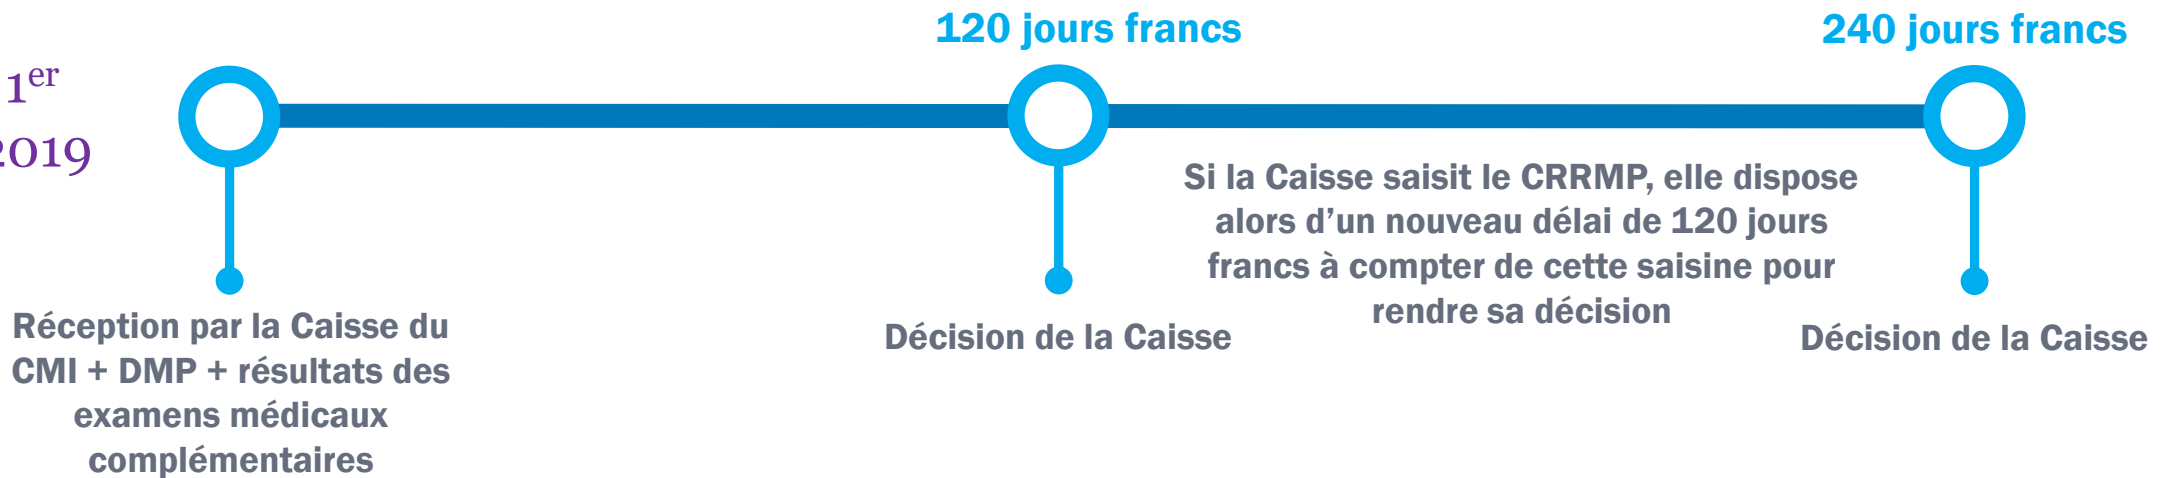 1er
2019
120 jours francs
240 jours francs
Si la Caisse saisit le CRRMP, elle dispose
alors d’un nouveau délai de 120 jours
francs à compter de cette saisine pour
rendre sa décision
Réception par la Caisse du
CMI + DMP + résultats des
examens médicaux
complémentaires
Décision de la Caisse
Décision de la Caisse